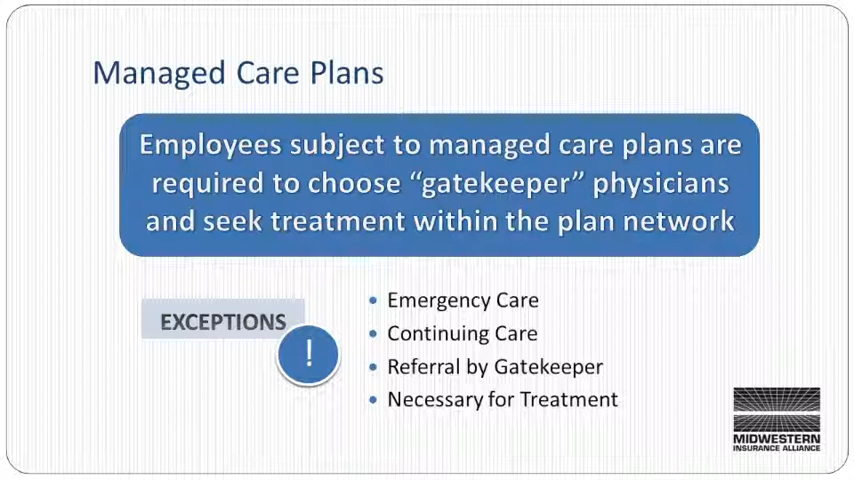 Managed Care Plans
Employees subject to managed care plans are
required to choose “gatekeeper” physicians
and seek treatment within the plan network
EXCEPTIONS
!
• Emergency Care
• Continuing Care
• Referral by Gatekeeper
• Necessary for Treatment
MIDWESTERN
INSURANCE ALLIANCE